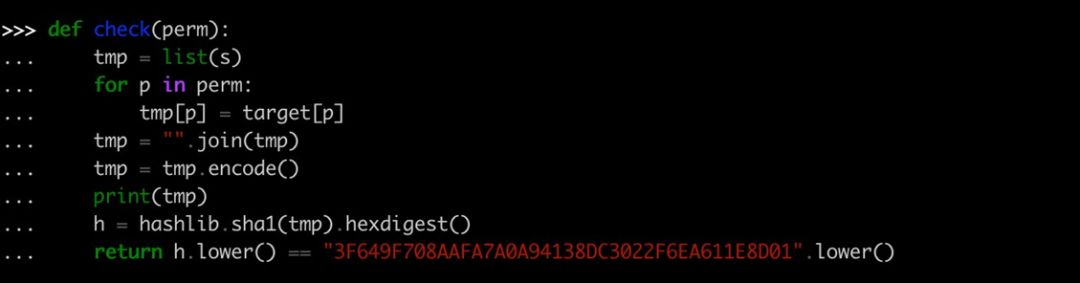 >>> def check(perm):
...     tmp = list(s)
...     for p in perm:
...         tmp[p] = target[p]
...     tmp = "".join(tmp)
...     tmp = tmp.encode()
...     print(tmp)
...     h = hashlib.sha1(tmp).hexdigest()
...     return h.lower() == "3F649F708AAFA7A0A94138DC3022F6EA611E8D01".lower()